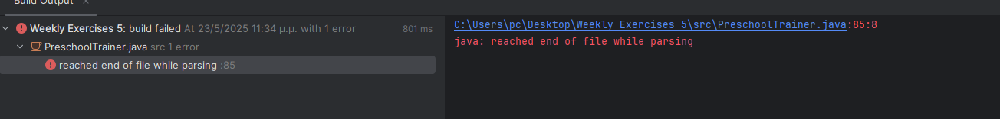 Build Output ×
Weekly Exercises 5: build failed At 23/5/2025 11:34 μ.μ. with 1 error 801 ms
PreschoolTrainer.java src 1 error
reached end of file while parsing :85
C:\Users\pc\Desktop\Weekly Exercises 5\src\PreschoolTrainer.java:85:8
java: reached end of file while parsing